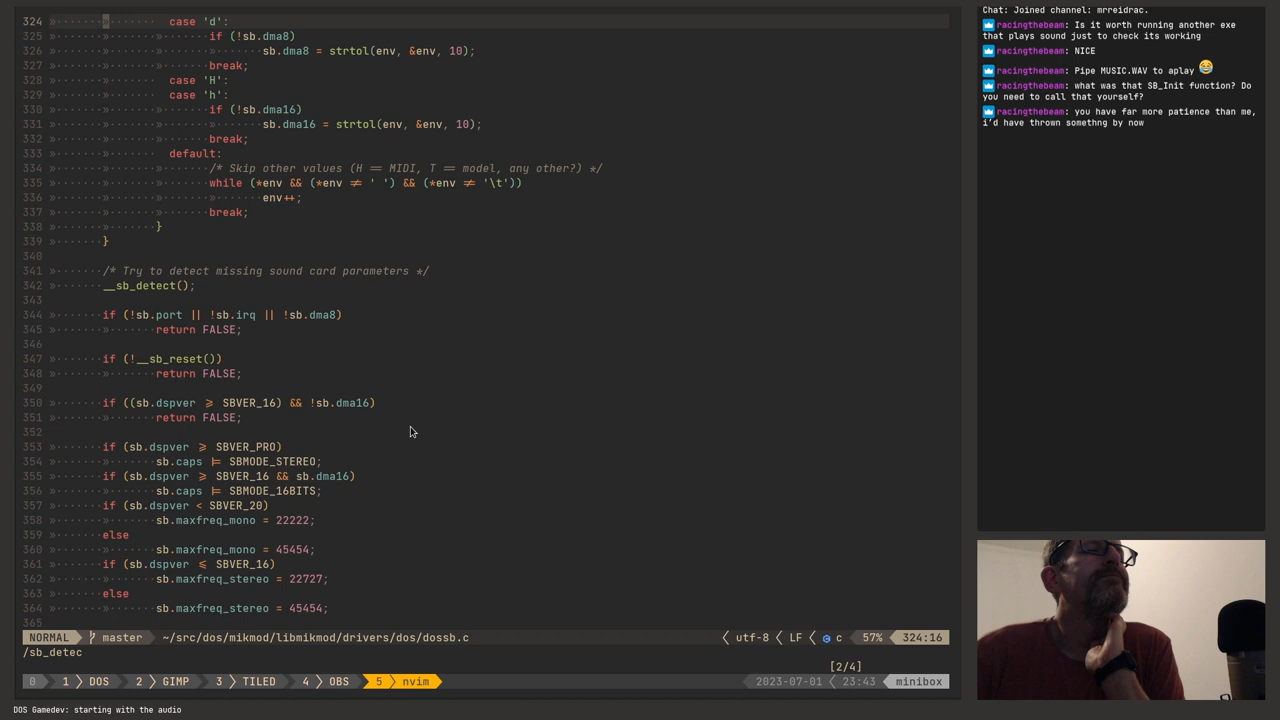 324 »······· »       case 'd':
325 »·······»·······»·······if (!sb.dma8)
326 »·······»·······»·······»·······sb.dma8 = strtol(env, &env, 10);
327 »·······»·······»·······break;
328 »·······»·······  case 'H':
329 »·······»·······  case 'h':
330 »·······»·······»·······if (!sb.dma16)
331 »·······»·······»·······»·······sb.dma16 = strtol(env, &env, 10);
332 »·······»·······»·······break;
333 »·······»·······  default:
334 »·······»·······»·······/* Skip other values (H == MIDI, T == model, any other?) */
335 »·······»·······»·······while (*env && (*env != ' ') && (*env != '\t'))
336 »·······»·······»·······»·······env++;
337 »·······»·······»·······break;
338 »·······»·······}
339 »·······}
340
341 »·······/* Try to detect missing sound card parameters */
342 »·······__sb_detect();
343
344 »·······if (!sb.port || !sb.irq || !sb.dma8)
345 »·······»·······return FALSE;
346
347 »·······if (!__sb_reset())
348 »·······»·······return FALSE;
349
350 »·······if ((sb.dspver >= SBVER_16) && !sb.dma16)
351 »·······»·······return FALSE;
352
353 »·······if (sb.dspver >= SBVER_PRO)
354 »·······»·······sb.caps |= SBMODE_STEREO;
355 »·······if (sb.dspver >= SBVER_16 && sb.dma16)
356 »·······»·······sb.caps |= SBMODE_16BITS;
357 »·······if (sb.dspver < SBVER_20)
358 »·······»·······sb.maxfreq_mono = 22222;
359 »·······else
360 »·······»·······sb.maxfreq_mono = 45454;
361 »·······if (sb.dspver <= SBVER_16)
362 »·······»·······sb.maxfreq_stereo = 22727;
363 »·······else
364 »·······»·······sb.maxfreq_stereo = 45454;
365
NORMAL master ~/src/dos/mikmod/libmikmod/drivers/dos/dossb.c utf-8 LF c 57% 324:16
/sb_detec
[2/4]
0 1 DOS 2 GIMP 3 TILED 4 OBS 5 nvim 2023-07-01 23:43 minibox
Chat: Joined channel: mrreidrac.
racingthebeam: Is it worth running another exe
that plays sound just to check its working
racingthebeam: NICE
racingthebeam: Pipe MUSIC.WAV to aplay 😂
racingthebeam: what was that SB_Init function? Do
you need to call that yourself?
racingthebeam: you have far more patience than me,
i'd have thrown somethng by now
DOS Gamedev: starting with the audio